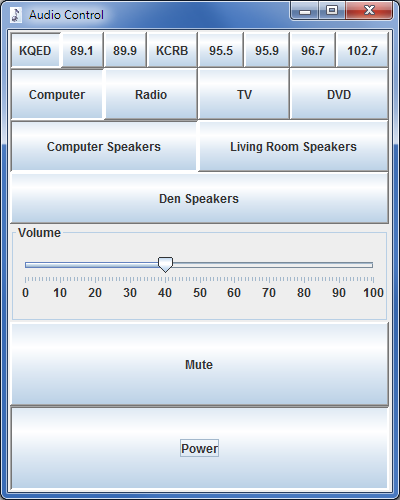 Audio Control
KQED 89.1 89.9 KCRB 95.5 95.9 96.7 102.7
Computer Radio TV DVD
Computer Speakers Living Room Speakers
Den Speakers
Volume
0 10 20 30 40 50 60 70 80 90 100
Mute
Power